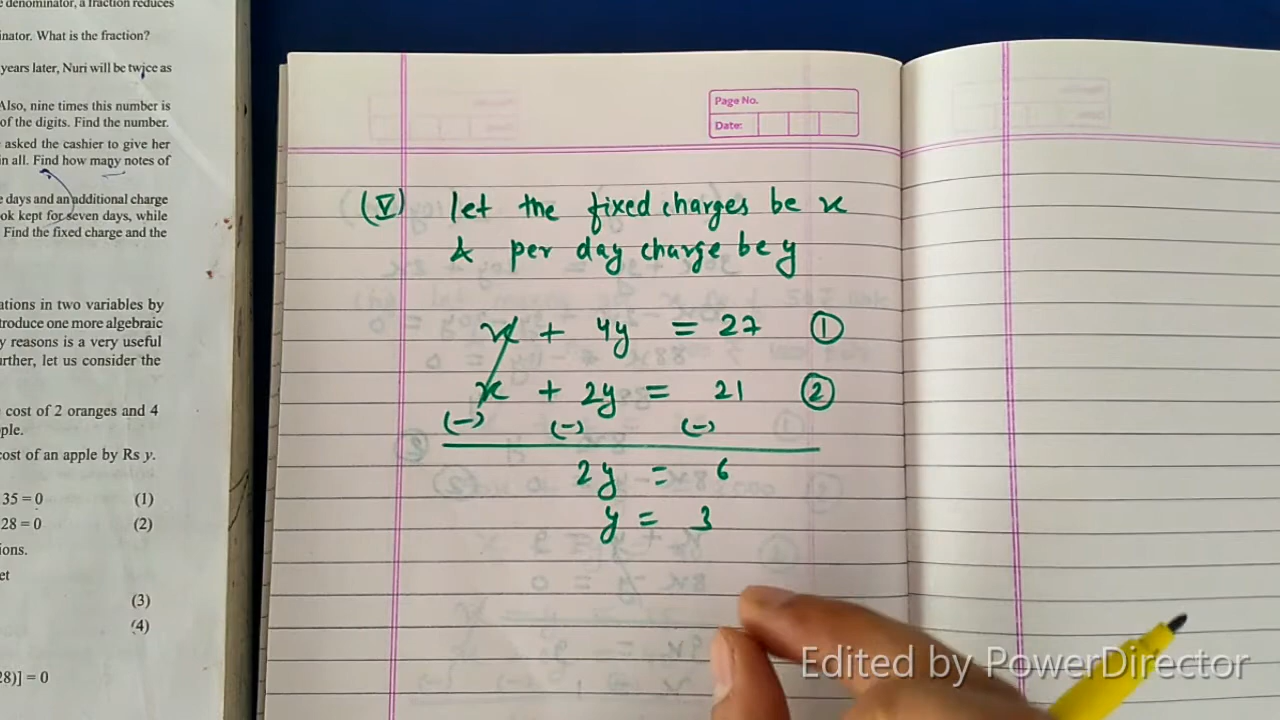 denominator, a fraction reduces
inator. What is the fraction?
years later, Nuri will be twice as
Also, nine times this number is
of the digits. Find the number.
asked the cashier to give her
in all. Find how many notes of
days and an additional charge
ook kept for seven days, while
Find the fixed charge and the
ations in two variables by
troduce one more algebraic
y reasons is a very useful
urther, let us consider the
cost of 2 oranges and 4
ple.
cost of an apple by Rs y.
35 = 0 (1)
28 = 0 (2)
ions.
et
(3)
(4)
28)] = 0
Page No.
Date:
(V) let the fixed charges be x
& per day charge be y
x + 4y = 27 ①
x + 2y = 21 ②
(-) (-) (-)
2y = 6
y = 3
Edited by PowerDirector